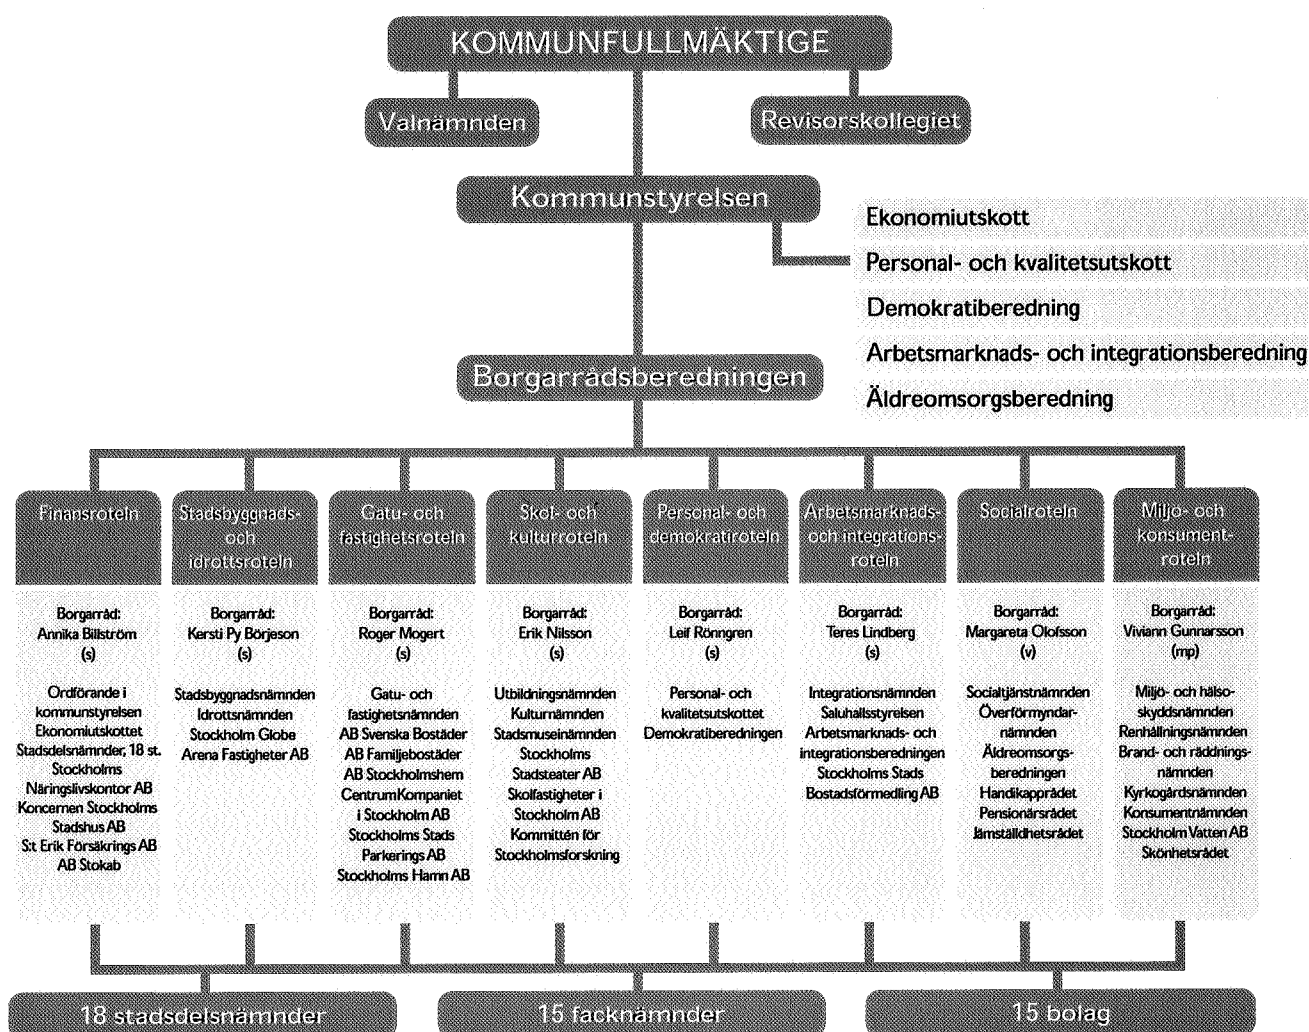 KOMMUNFULLMÄKTIGE
Valnämnden
Revisorskollegiet
Kommunstyrelsen
Ekonomiutskott
Personal- och kvalitetsutskott
Demokratiberedning
Arbetsmarknads- och integrationsberedning
Äldreomsorgsberedning
Borgarrådsberedningen
Finansroteln
Borgarråd:
Annika Billström
(s)
Ordförande i
kommunstyrelsen
Ekonomiutskottet
Stadsdelsnämnder, 18 st.
Stockholms
Näringslivskontor AB
Koncernen Stockholms
Stadshus AB
S:t Erik Försäkrings AB
AB Stokab
Stadsbyggnads-
och
idrottsroteln
Borgarråd:
Kersti Py Börjeson
(s)
Stadsbyggnadsnämnden
Idrottsnämnden
Stockholm Globe
Arena Fastigheter AB
Gatu- och
fastighetsroteln
Borgarråd:
Roger Mogert
(s)
Gatu- och
fastighetsnämnden
AB Svenska Bostäder
AB Familjebostäder
AB Stockholmshem
CentrumKompaniet
i Stockholm AB
Stockholms Stads
Parkerings AB
Stockholms Hamn AB
Skol- och
kulturroteln
Borgarråd:
Erik Nilsson
(s)
Utbildningsnämnden
Kulturnämnden
Stadsmuseinämnden
Stockholms
Stadsteater AB
Skolfastigheter i
Stockholm AB
Kommittén för
Stockholmsforskning
Personal- och
demokratiroteln
Borgarråd:
Leif Rönngren
(s)
Personal- och
kvalitetsutskottet
Demokratiberedningen
Arbetsmarknads-
och integrations-
roteln
Borgarråd:
Teres Lindberg
(s)
Integrationsnämnden
Saluhallsstyrelsen
Arbetsmarknads- och
integrationsberedningen
Stockholms Stads
Bostadsförmedling AB
Socialroteln
Borgarråd:
Margareta Olofsson
(v)
Socialtjänstnämnden
Överförmyndar-
nämnden
Äldreomsorgs-
beredningen
Handikapprådet
Pensionärsrådet
Jämställdhetsrådet
Miljö- och
konsument-
roteln
Borgarråd:
Viviann Gunnarsson
(mp)
Miljö- och hälso-
skyddsnämnden
Renhållningsnämnden
Brand- och räddnings-
nämnden
Kyrkogårdsnämnden
Konsumentnämnden
Stockholm Vatten AB
Skönhetsrådet
18 stadsdelsnämnder
15 facknämnder
15 bolag